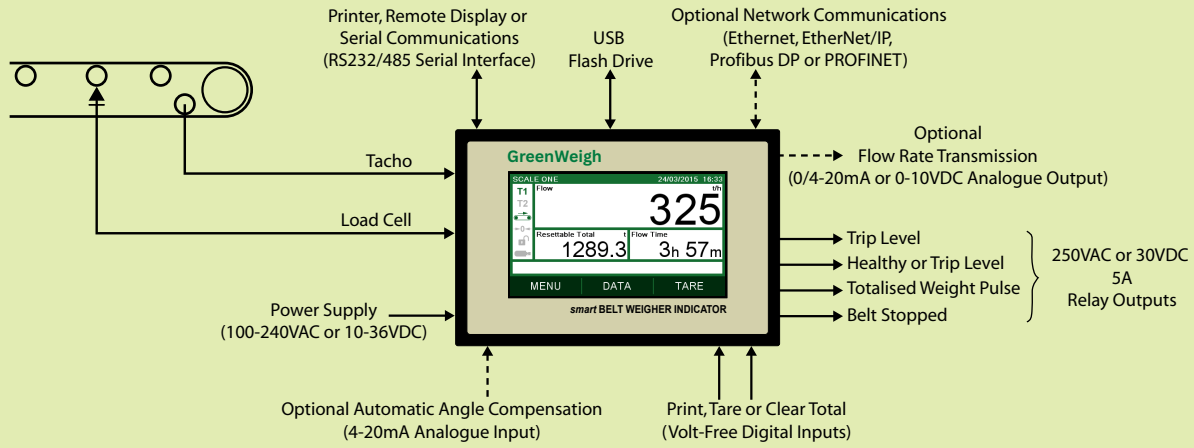 Printer, Remote Display or
Serial Communications
(RS232/485 Serial Interface)
USB
Flash Drive
Optional Network Communications
(Ethernet, EtherNet/IP,
Profibus DP or PROFINET)
Tacho
Load Cell
Power Supply
(100-240VAC or 10-36VDC)
GreenWeigh
SCALE ONE 24/03/2015 16:33
T1
T2
Flow t/h
325
Resettable Total t
1289.3
Flow Time
3h 57m
-0-
MENU DATA TARE
smart BELT WEIGHER INDICATOR
Optional
Flow Rate Transmission
(0/4-20mA or 0-10VDC Analogue Output)
Trip Level
Healthy or Trip Level
Totalised Weight Pulse
Belt Stopped
250VAC or 30VDC
5A
Relay Outputs
Optional Automatic Angle Compensation
(4-20mA Analogue Input)
Print, Tare or Clear Total
(Volt-Free Digital Inputs)